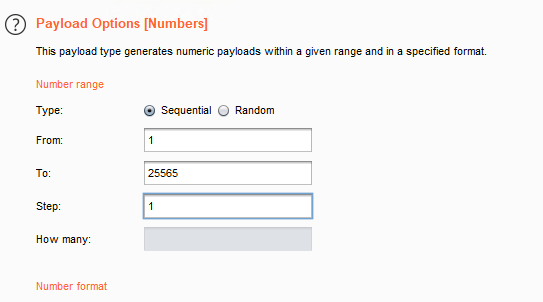 ?
Payload Options [Numbers]
This payload type generates numeric payloads within a given range and in a specified format.
Number range
Type: Sequential Random
From: 1
To: 25565
Step: 1
How many:
Number format